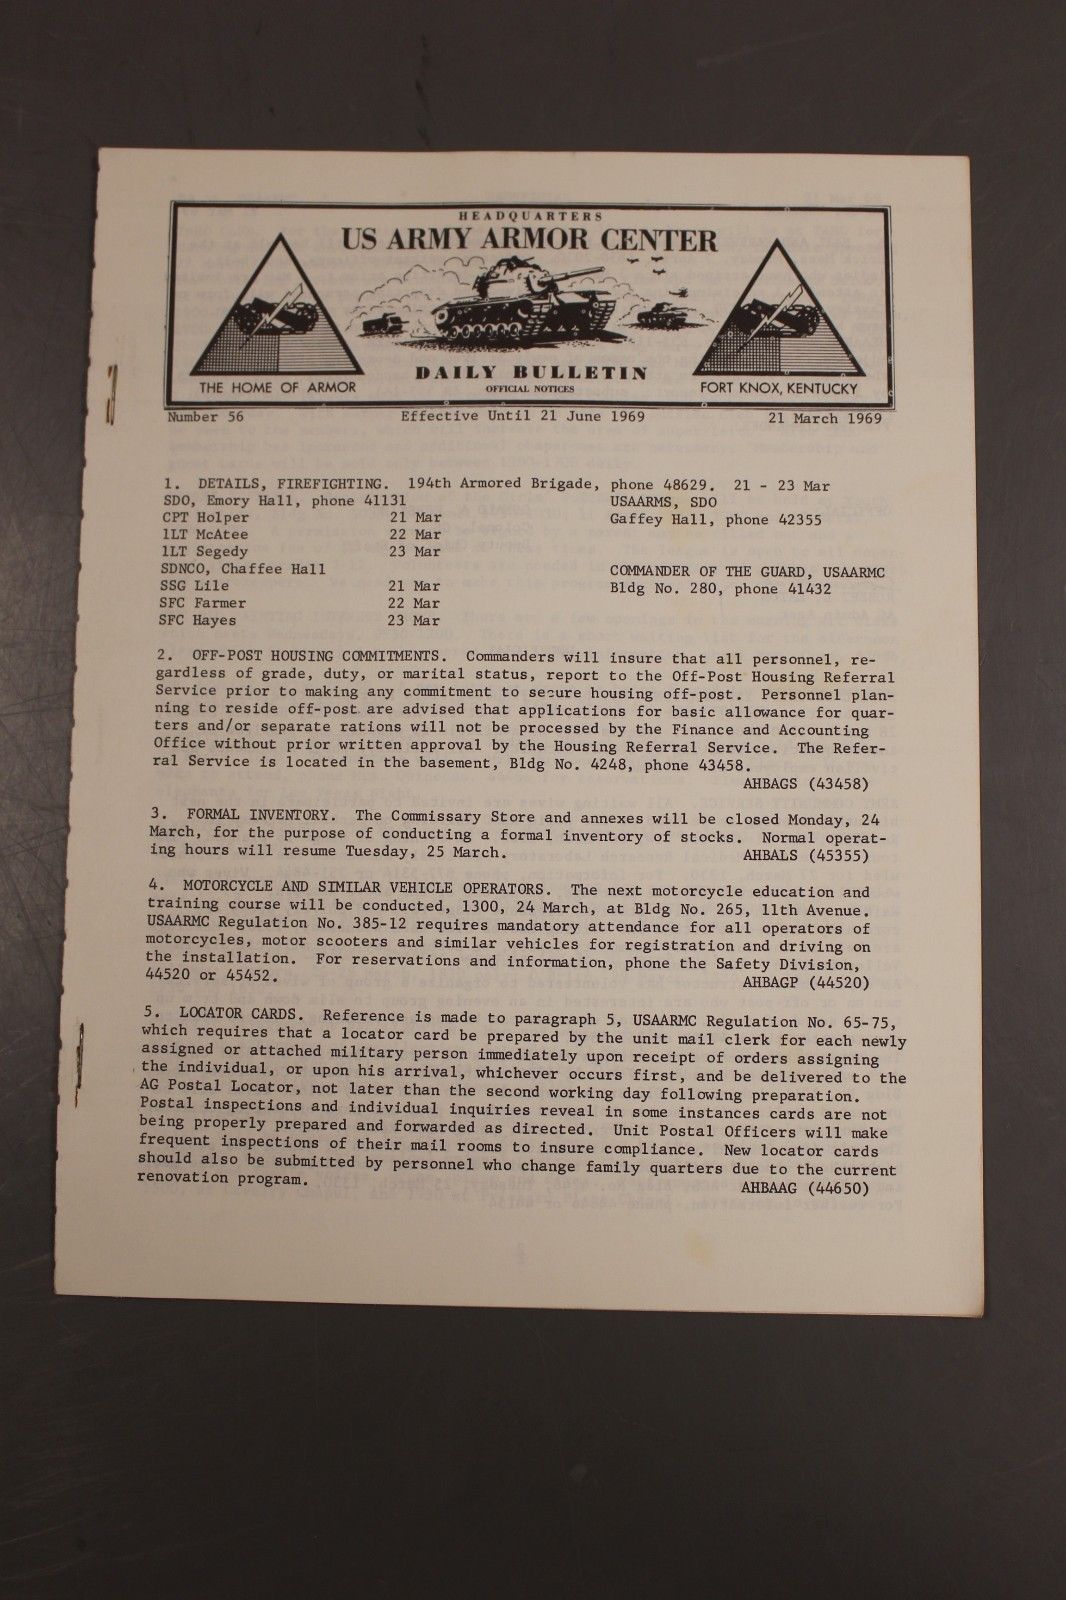 HEADQUARTERS
US ARMY ARMOR CENTER
DAILY BULLETIN
OFFICIAL NOTICES
THE HOME OF ARMOR
FORT KNOX, KENTUCKY
Number 56 Effective Until 21 June 1969 21 March 1969
1. DETAILS, FIREFIGHTING. 194th Armored Brigade, phone 48629. 21 - 23 Mar
SDO, Emory Hall, phone 41131 USAARMS, SDO
CPT Holper 21 Mar Gaffey Hall, phone 42355
1LT McAtee 22 Mar
1LT Segedy 23 Mar
SDNCO, Chaffee Hall COMMANDER OF THE GUARD, USAARMC
SSG Lile 21 Mar Bldg No. 280, phone 41432
SFC Farmer 22 Mar
SFC Hayes 23 Mar
2. OFF-POST HOUSING COMMITMENTS. Commanders will insure that all personnel, re-
gardless of grade, duty, or marital status, report to the Off-Post Housing Referral
Service prior to making any commitment to secure housing off-post. Personnel plan-
ning to reside off-post are advised that applications for basic allowance for quar-
ters and/or separate rations will not be processed by the Finance and Accounting
Office without prior written approval by the Housing Referral Service. The Refer-
ral Service is located in the basement, Bldg No. 4248, phone 43458.
AHBAGS (43458)
3. FORMAL INVENTORY. The Commissary Store and annexes will be closed Monday, 24
March, for the purpose of conducting a formal inventory of stocks. Normal operat-
ing hours will resume Tuesday, 25 March. AHBALS (45355)
4. MOTORCYCLE AND SIMILAR VEHICLE OPERATORS. The next motorcycle education and
training course will be conducted, 1300, 24 March, at Bldg No. 265, 11th Avenue.
USAARMC Regulation No. 385-12 requires mandatory attendance for all operators of
motorcycles, motor scooters and similar vehicles for registration and driving on
the installation. For reservations and information, phone the Safety Division,
44520 or 45452. AHBAGP (44520)
5. LOCATOR CARDS. Reference is made to paragraph 5, USAARMC Regulation No. 65-75,
which requires that a locator card be prepared by the unit mail clerk for each newly
assigned or attached military person immediately upon receipt of orders assigning
the individual, or upon his arrival, whichever occurs first, and be delivered to the
AG Postal Locator, not later than the second working day following preparation.
Postal inspections and individual inquiries reveal in some instances cards are not
being properly prepared and forwarded as directed. Unit Postal Officers will make
frequent inspections of their mail rooms to insure compliance. New locator cards
should also be submitted by personnel who change family quarters due to the current
renovation program. AHBAAG (44650)